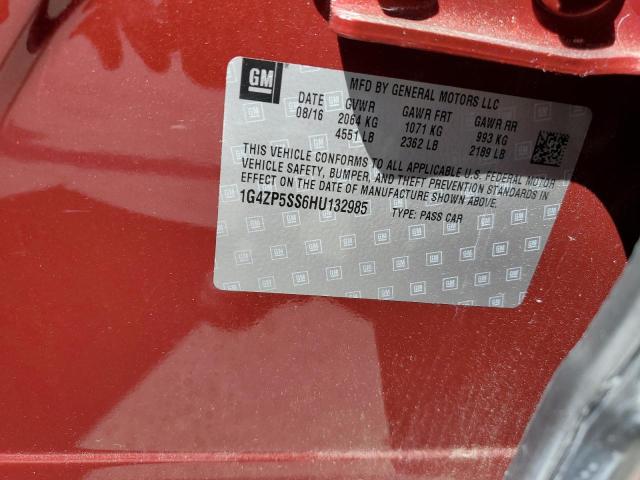 GM
MFD BY GENERAL MOTORS LLC
DATE GVWR GAWR FRT GAWR RR
08/16 2064 KG 1071 KG 993 KG
4551 LB 2362 LB 2189 LB
THIS VEHICLE CONFORMS TO ALL APPLICABLE U.S. FEDERAL MOTOR
VEHICLE SAFETY, BUMPER, AND THEFT PREVENTION STANDARDS IN
EFFECT ON THE DATE OF MANUFACTURE SHOWN ABOVE.
1G4ZP5SS6HU132985 TYPE: PASS CAR